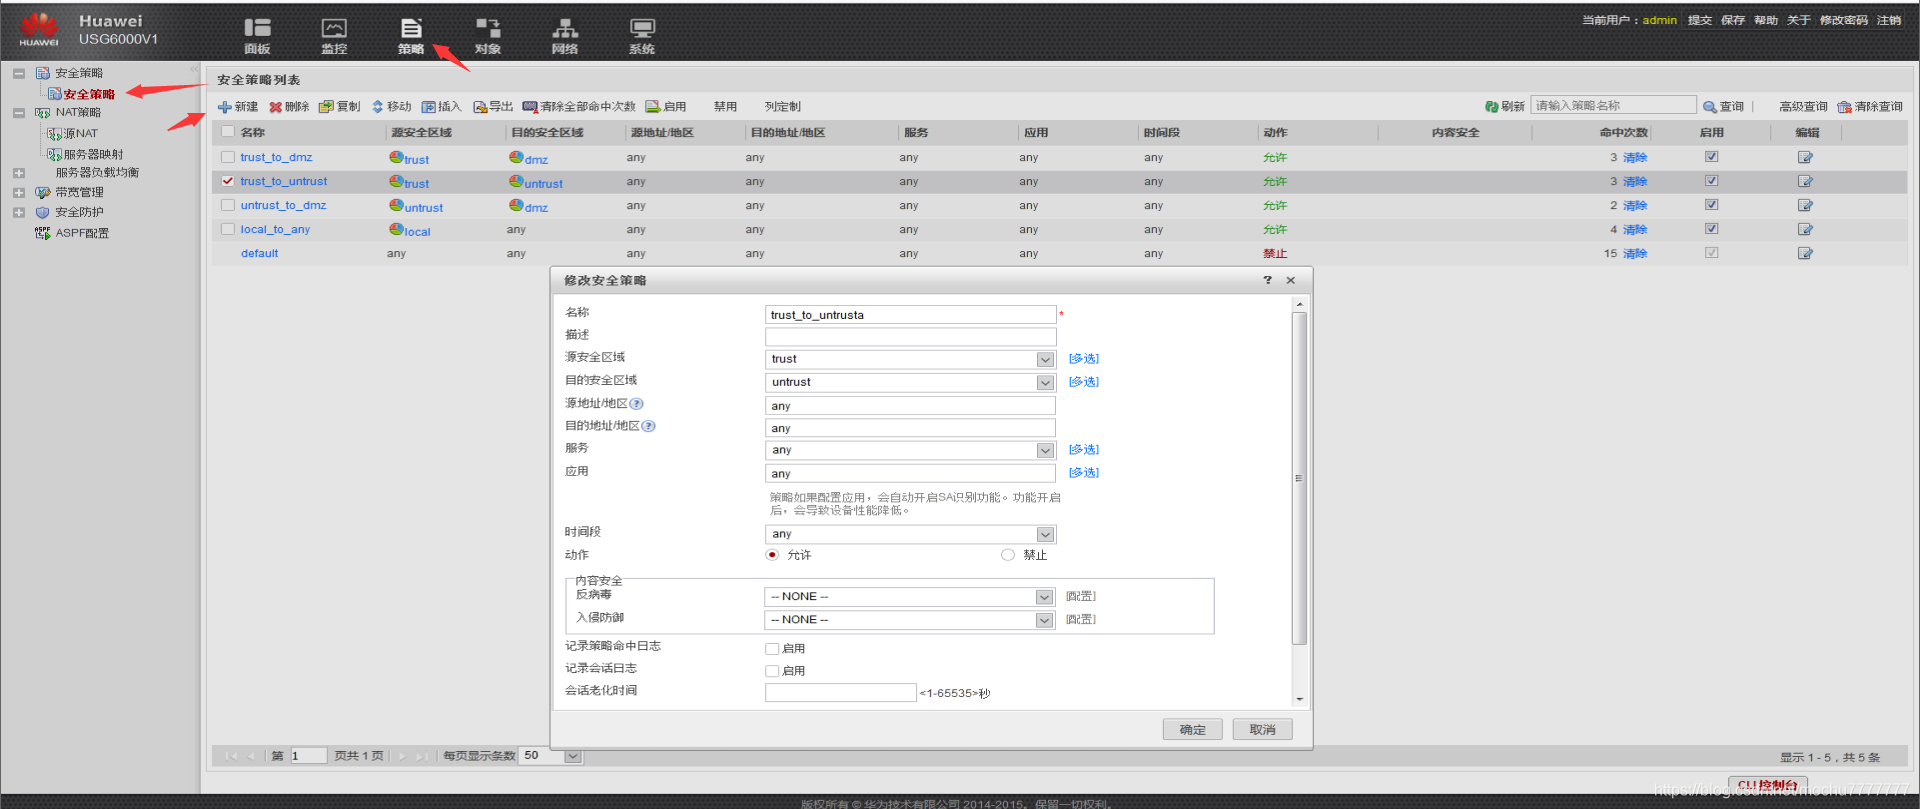 Huawei
USG6000V1
HUAWEI
面板 监控 策略 对象 网络 系统
当前用户：admin 提交 保存 帮助 关于 修改密码 注销
安全策略
安全策略
NAT策略
源NAT
服务器映射
服务器负载均衡
带宽管理
安全防护
ASPF配置
安全策略列表
新建 删除 复制 移动 插入 导出 清除全部命中次数 启用 禁用 列定制 刷新 请输入策略名称 查询 高级查询 清除查询
名称 源安全区域 目的安全区域 源地址/地区 目的地址/地区 服务 应用 时间段 动作 内容安全 命中次数 启用 编辑
trust_to_dmz trust dmz any any any any any 允许 3 清除
trust_to_untrust trust untrust any any any any any 允许 3 清除
untrust_to_dmz untrust dmz any any any any any 允许 2 清除
local_to_any local any any any any any any 允许 4 清除
default any any any any any any any 禁止 15 清除
修改安全策略 ?
名称 trust_to_untrusta *
描述
源安全区域 trust [多选]
目的安全区域 untrust [多选]
源地址/地区 ? any
目的地址/地区 ? any
服务 any [多选]
应用 any [多选]
策略如果配置应用，会自动开启SA识别功能。功能开启
后，会导致设备性能降低。
时间段 any
动作 允许 禁止
内容安全
反病毒 -- NONE -- [配置]
入侵防御 -- NONE -- [配置]
记录策略命中日志 启用
记录会话日志 启用
会话老化时间 <1-65535>秒
确定 取消
第 1 页共 1 页 每页显示条数 50 显示 1 - 5，共 5 条
CLI控制台
https://blog.csdn.net/mochu7777777
版权所有 © 华为技术有限公司 2014-2015。保留一切权利。